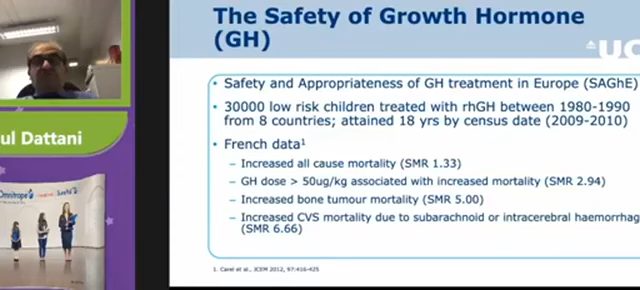 The Safety of Growth Hormone
(GH)
UC
• Safety and Appropriateness of GH treatment in Europe (SAGhE)
• 30000 low risk children treated with rhGH between 1980-1990
from 8 countries; attained 18 yrs by census date (2009-2010)
• French data1
– Increased all cause mortality (SMR 1.33)
– GH dose > 50ug/kg associated with increased mortality (SMR 2.94)
– Increased bone tumour mortality (SMR 5.00)
– Increased CVS mortality due to subarachnoid or intracerebral haemorrhag
(SMR 6.66)
1. Carel et al., JCEM 2012, 97:416-425
ul Dattani
Omnitrope